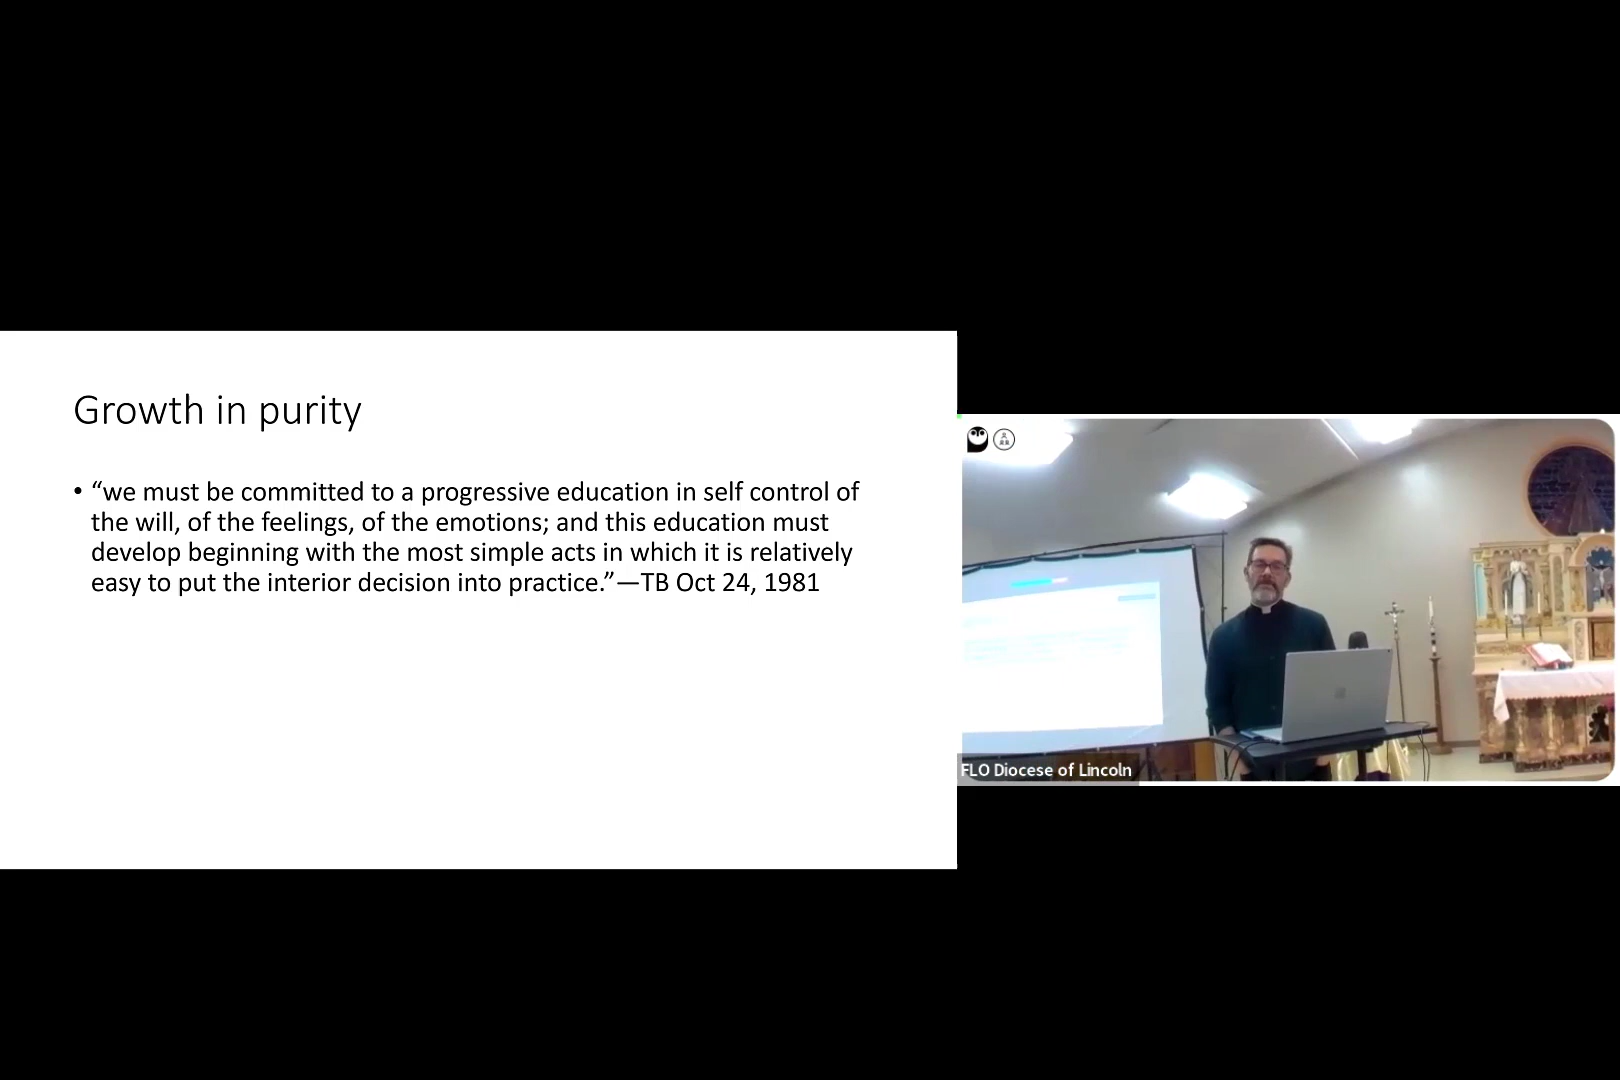 Growth in purity
• “we must be committed to a progressive education in self control of
the will, of the feelings, of the emotions; and this education must
develop beginning with the most simple acts in which it is relatively
easy to put the interior decision into practice.”—TB Oct 24, 1981
FLO Diocese of Lincoln